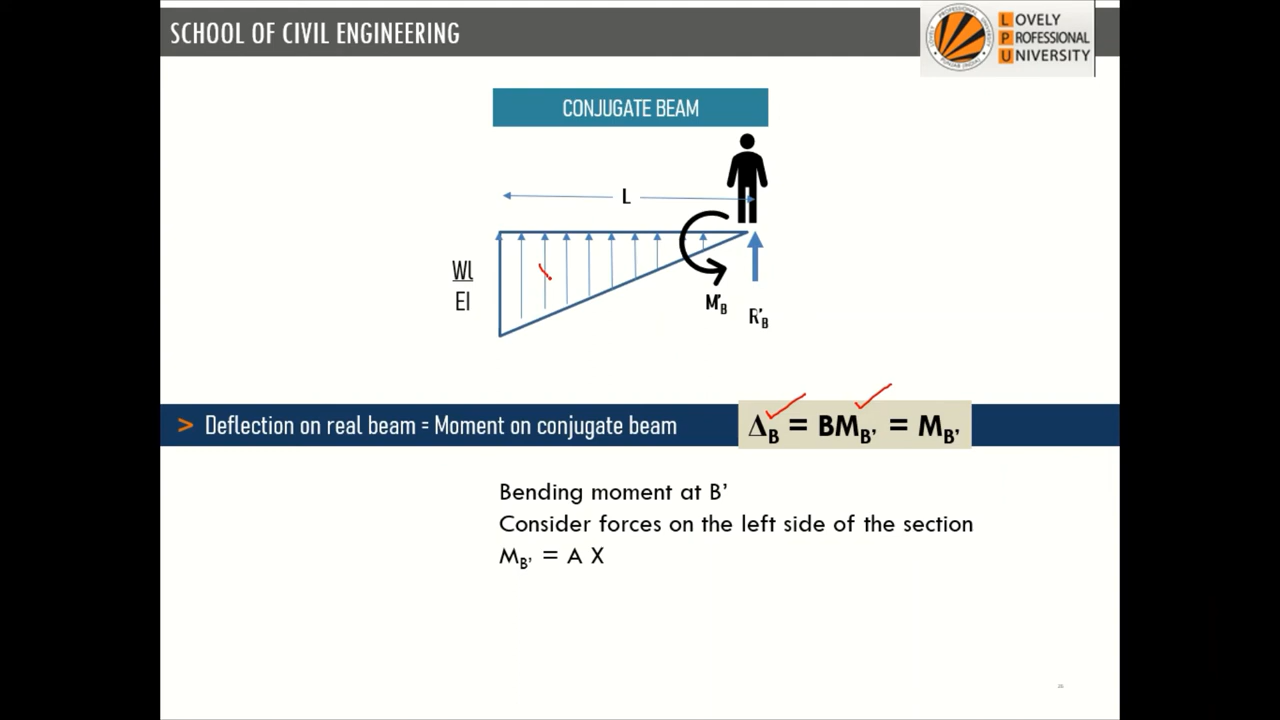 SCHOOL OF CIVIL ENGINEERING
LOVELY
PROFESSIONAL
UNIVERSITY
CONJUGATE BEAM
L
Wl
EI
M'B
R'B
> Deflection on real beam = Moment on conjugate beam
ΔB = BMB' = MB'
Bending moment at B'
Consider forces on the left side of the section
MB' = A X